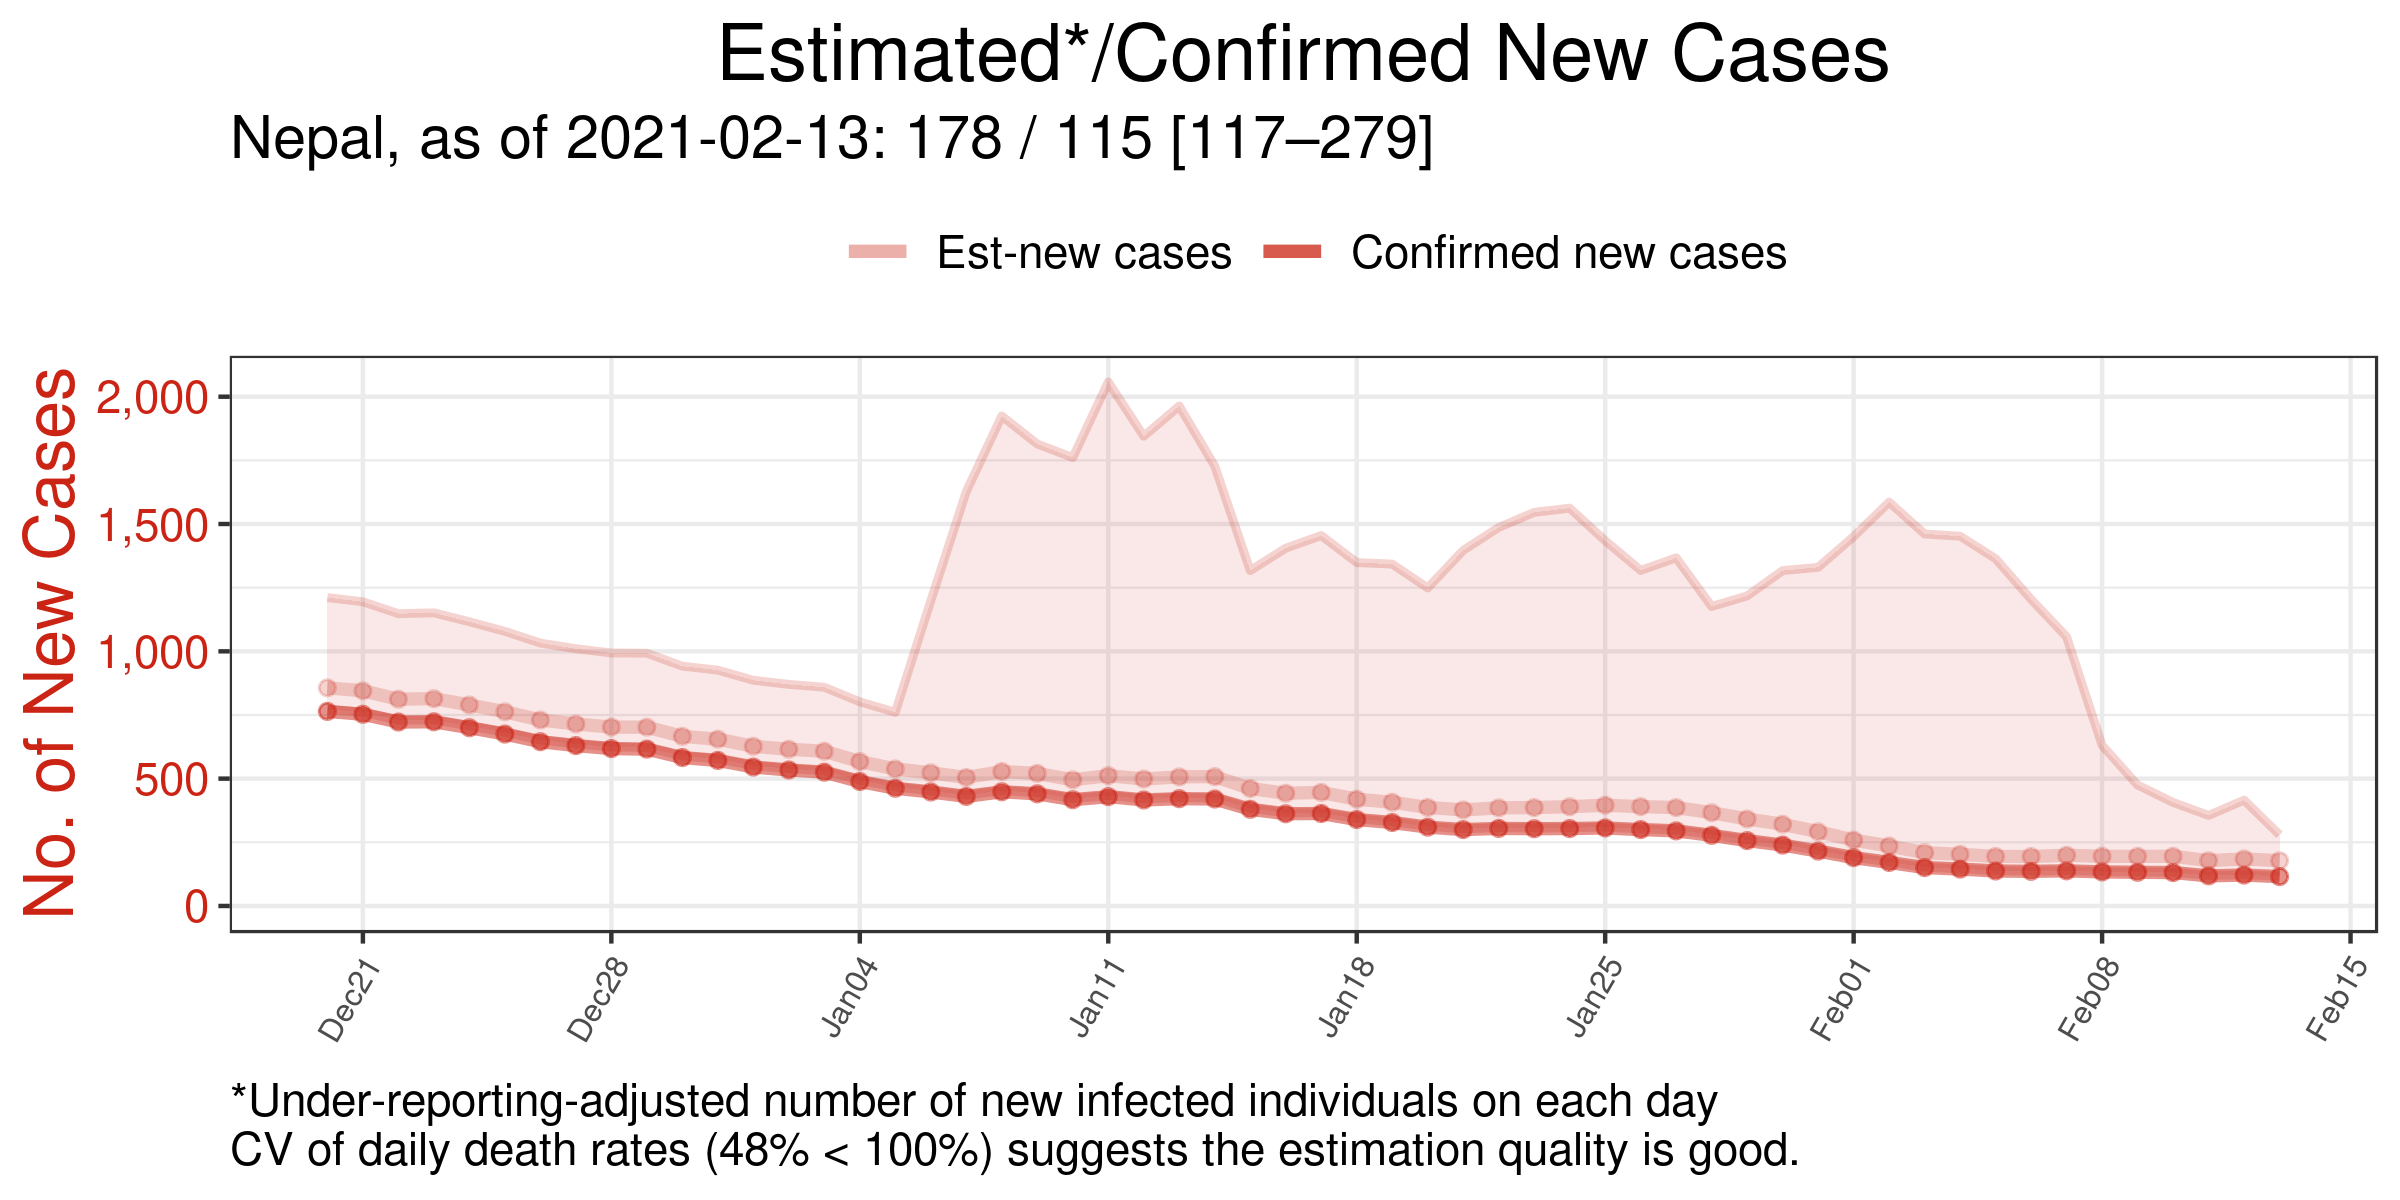 Estimated*/Confirmed New Cases
Nepal, as of 2021-02-13: 178 / 115 [117–279]
Est-new cases
Confirmed new cases
No. of New Cases
2,000
1,500
1,000
500
0
Dec21
Dec28
Jan04
Jan11
Jan18
Jan25
Feb01
Feb08
Feb15
*Under-reporting-adjusted number of new infected individuals on each day
CV of daily death rates (48% < 100%) suggests the estimation quality is good.